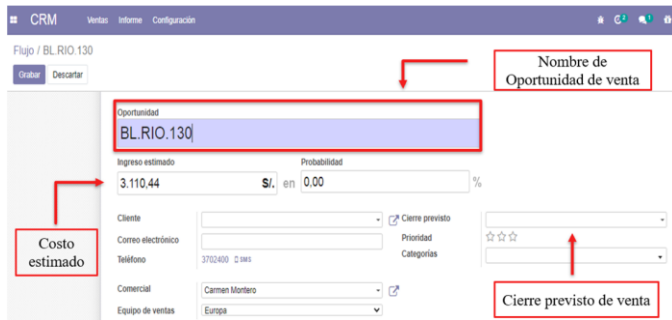 CRM Ventas Informe Configuración 2 1
Flujo / BL.RIO.130
Grabar Descartar
Nombre de
Oportunidad de venta
Oportunidad
BL.RIO.130
Ingreso estimado Probabilidad
3.110,44 S/. en 0,00 %
Cliente Cierre previsto
Correo electrónico Prioridad
Teléfono 3702400 SMS Categorías
Costo
estimado
Comercial Carmen Montero
Equipo de ventas Europa
Cierre previsto de venta